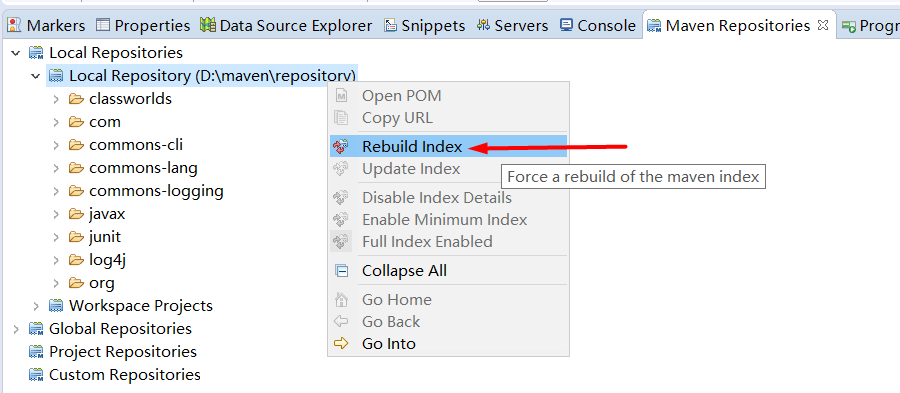 Markers Properties Data Source Explorer Snippets Servers Console Maven Repositories Progr
Local Repositories
Local Repository (D:\maven\repository)
classworlds
com
commons-cli
commons-lang
commons-logging
javax
junit
log4j
org
Workspace Projects
Global Repositories
Project Repositories
Custom Repositories
Open POM
Copy URL
Rebuild Index
Update Index
Force a rebuild of the maven index
Disable Index Details
Enable Minimum Index
Full Index Enabled
Collapse All
Go Home
Go Back
Go Into